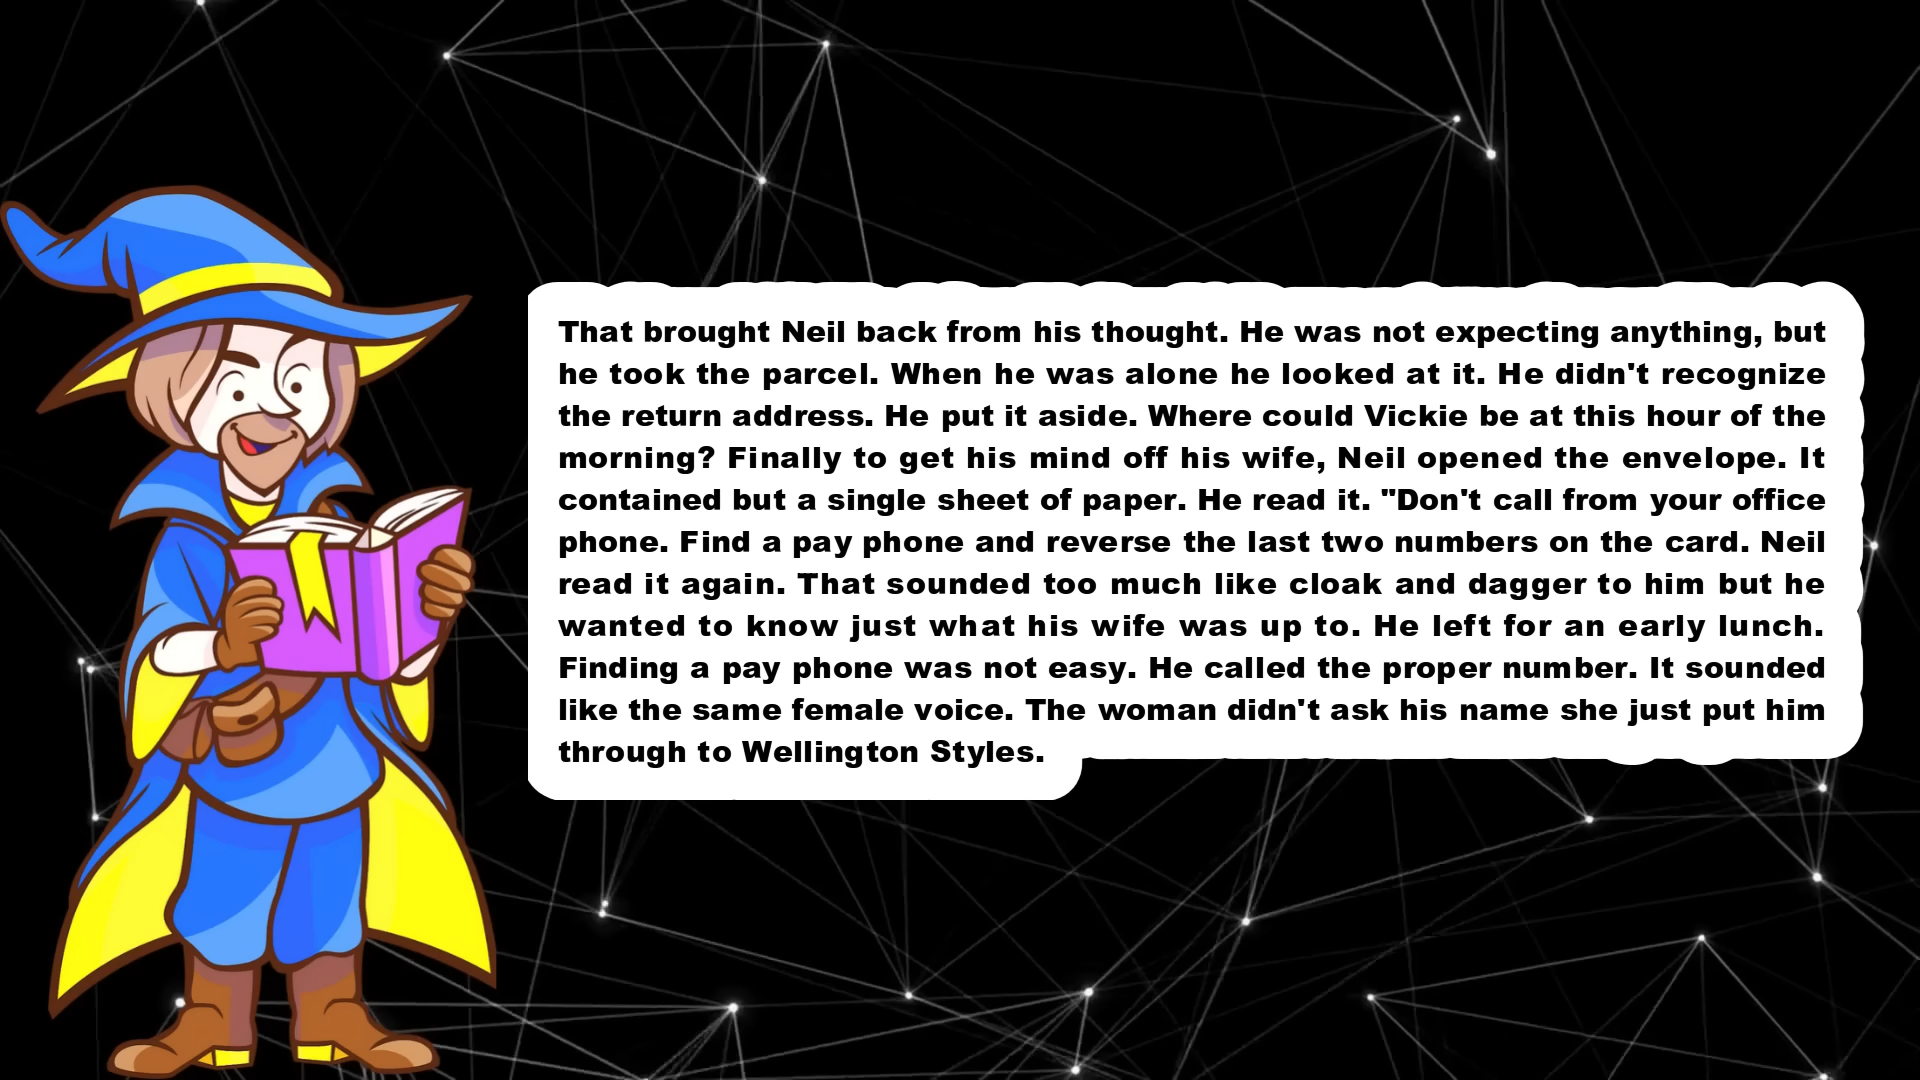 That brought Neil back from his thought. He was not expecting anything, but
he took the parcel. When he was alone he looked at it. He didn't recognize
the return address. He put it aside. Where could Vickie be at this hour of the
morning? Finally to get his mind off his wife, Neil opened the envelope. It
contained but a single sheet of paper. He read it. "Don't call from your office
phone. Find a pay phone and reverse the last two numbers on the card. Neil
read it again. That sounded too much like cloak and dagger to him but he
wanted to know just what his wife was up to. He left for an early lunch.
Finding a pay phone was not easy. He called the proper number. It sounded
like the same female voice. The woman didn't ask his name she just put him
through to Wellington Styles.